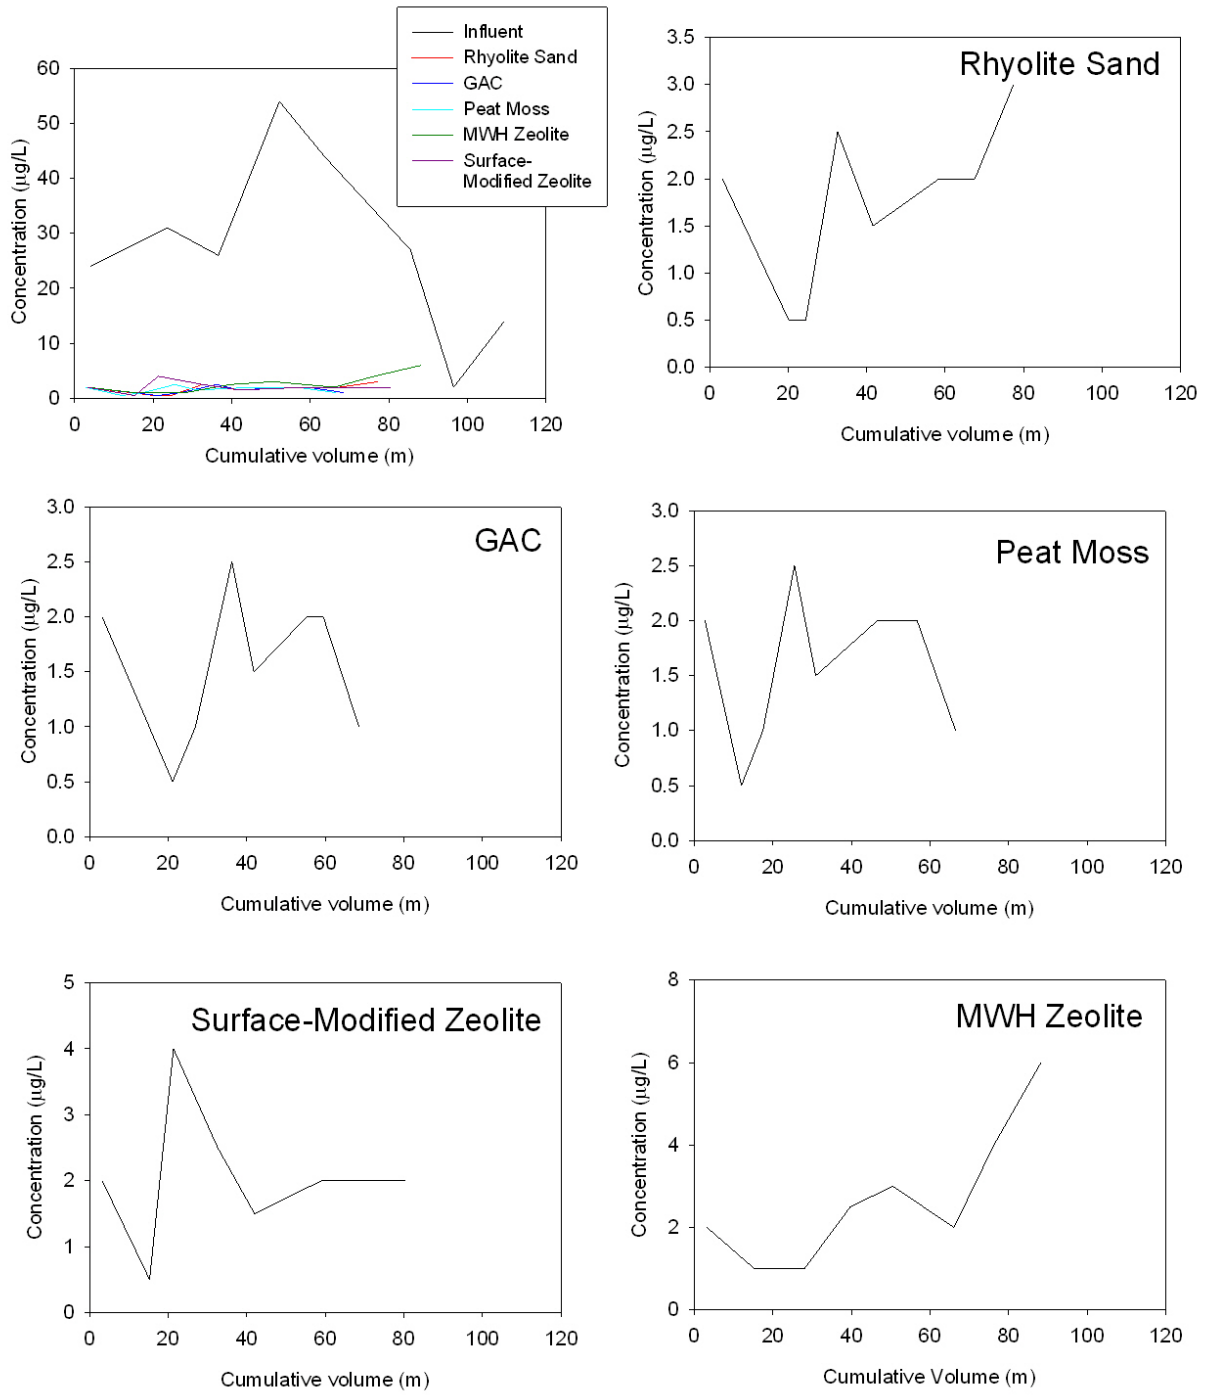 Influent
Rhyolite Sand
GAC
Peat Moss
MWH Zeolite
Surface-
Modified Zeolite
60
50
40
30
20
10
0
Concentration (µg/L)
0 20 40 60 80 100 120
Cumulative volume (m)
Rhyolite Sand
3.5
3.0
2.5
2.0
1.5
1.0
0.5
0.0
Concentration (µg/L)
0 20 40 60 80 100 120
Cumulative volume (m)
GAC
3.0
2.5
2.0
1.5
1.0
0.5
0.0
Concentration (µg/L)
0 20 40 60 80 100 120
Cumulative volume (m)
Peat Moss
3.0
2.5
2.0
1.5
1.0
0.5
0.0
Concentration (µg/L)
0 20 40 60 80 100 120
Cumulative volume (m)
Surface-Modified Zeolite
5
4
3
2
1
0
Concentration (µg/L)
0 20 40 60 80 100 120
Cumulative volume (m)
MWH Zeolite
8
6
4
2
0
Concentration (µg/L)
0 20 40 60 80 100 120
Cumulative Volume (m)